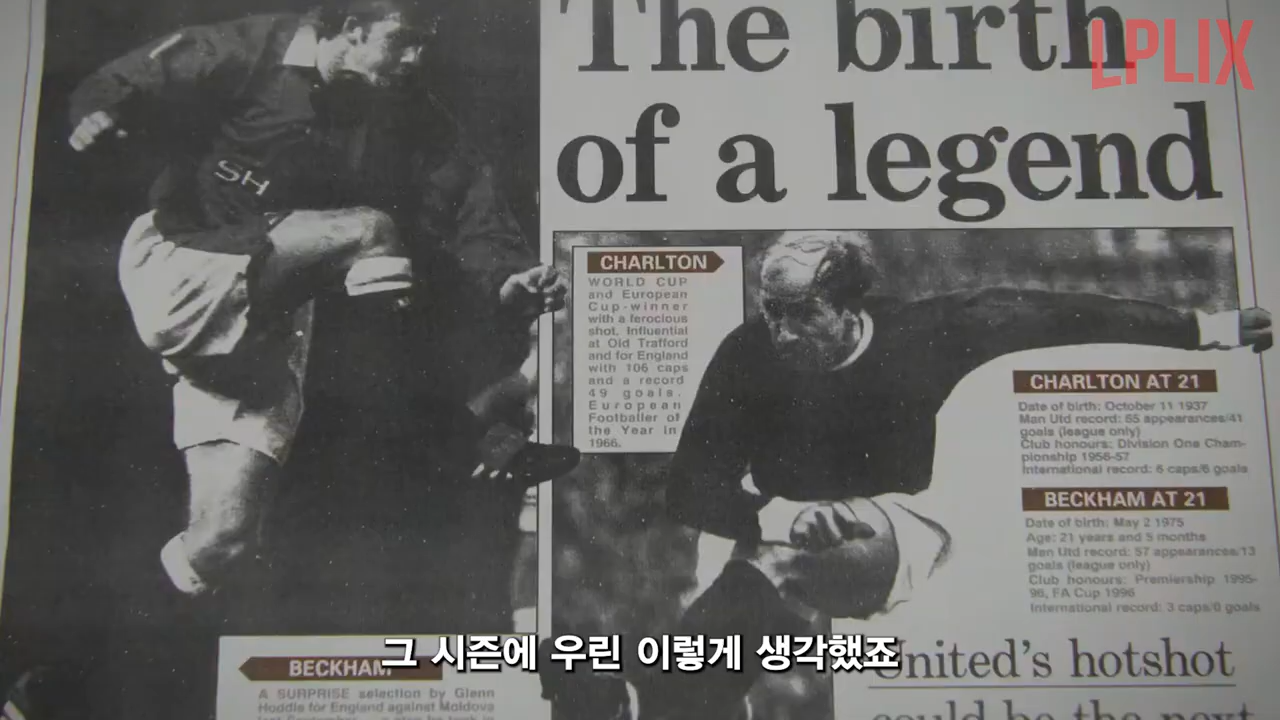 The birth
of a legend
LPLIX
SH
CHARLTON
WORLD CUP
and European
Cup-winner
with a ferocious
shot. Influential
at Old Trafford
and for England
with 106 caps
and a record
49 goals.
European
Footballer of
the Year in
1966.
CHARLTON AT 21
Date of birth: October 11 1937
Man Utd record: 65 appearances/41
goals (league only)
Club honours: Division One Cham-
pionship 1956-57
International record: 6 caps/6 goals
BECKHAM AT 21
Date of birth: May 2 1975
Age: 21 years and 5 months
Man Utd record: 57 appearances/13
goals (league only)
Club honours: Premiership 1995-
96, FA Cup 1996
International record: 3 caps/0 goals
United's hotshot
could be the next
BECKHAM
A SURPRISE selection by Glenn
Hoddle for England against Moldova
last September
그 시즌에 우린 이렇게 생각했죠